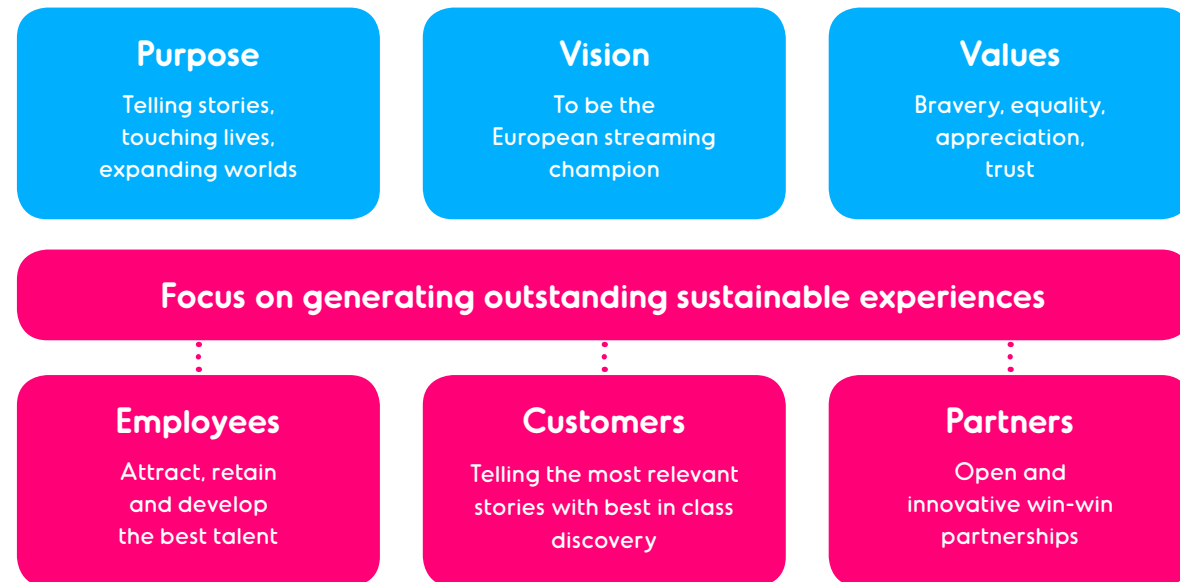 Purpose
Telling stories,
touching lives,
expanding worlds
Vision
To be the
European streaming
champion
Values
Bravery, equality,
appreciation,
trust
Focus on generating outstanding sustainable experiences
Employees
Attract, retain
and develop
the best talent
Customers
Telling the most relevant
stories with best in class
discovery
Partners
Open and
innovative win-win
partnerships